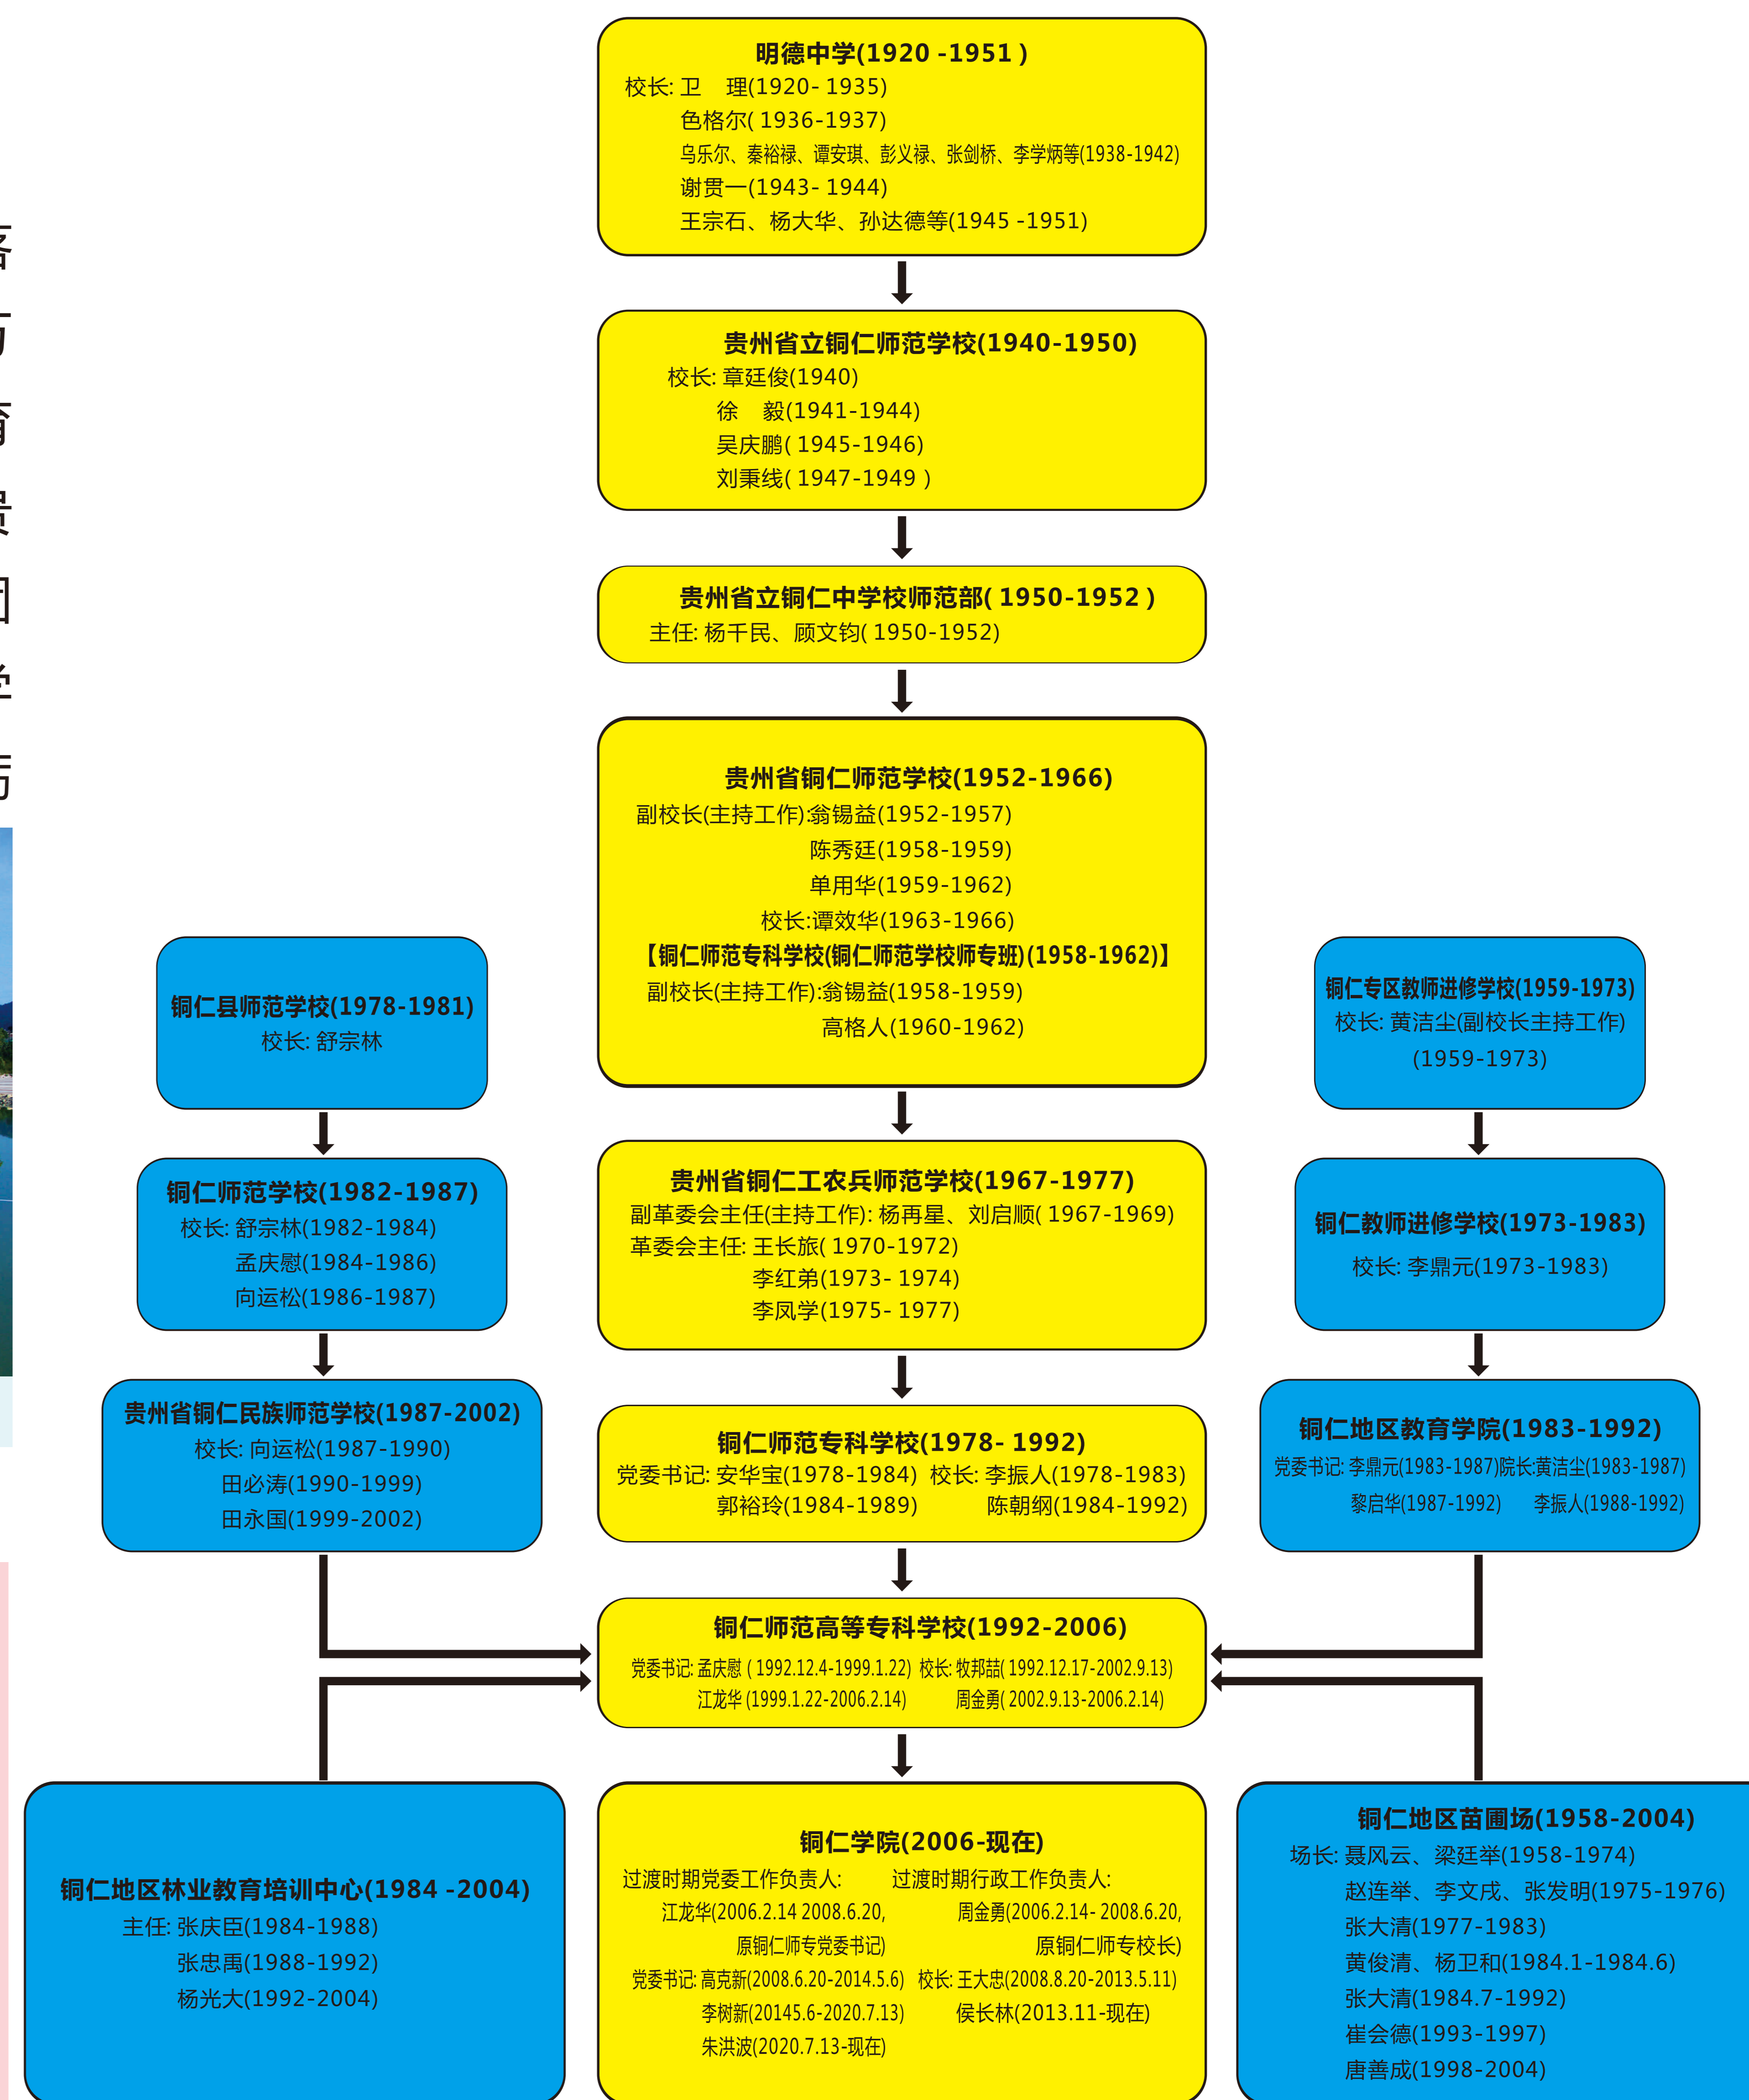 明德中学(1920 -1951 )
校长: 卫　理(1920- 1935)
色格尔( 1936-1937)
乌乐尔、秦裕禄、谭安琪、彭义禄、张剑桥、李学炳等(1938-1942)
谢贯一(1943- 1944)
王宗石、杨大华、孙达德等(1945 -1951)
贵州省立铜仁师范学校(1940-1950)
校长: 章廷俊(1940)
徐　毅(1941-1944)
吴庆鹏( 1945-1946)
刘秉线( 1947-1949 )
贵州省立铜仁中学校师范部( 1950-1952 )
主任: 杨千民、顾文钧( 1950-1952)
贵州省铜仁师范学校(1952-1966)
副校长(主持工作):翁锡益(1952-1957)
陈秀廷(1958-1959)
单用华(1959-1962)
校长:谭效华(1963-1966)
【铜仁师范专科学校(铜仁师范学校师专班)(1958-1962)】
副校长(主持工作):翁锡益(1958-1959)
高格人(1960-1962)
铜仁县师范学校(1978-1981)
校长: 舒宗林
铜仁专区教师进修学校(1959-1973)
校长: 黄洁尘(副校长主持工作)
(1959-1973)
铜仁师范学校(1982-1987)
校长: 舒宗林(1982-1984)
孟庆慰(1984-1986)
向运松(1986-1987)
贵州省铜仁工农兵师范学校(1967-1977)
副革委会主任(主持工作): 杨再星、刘启顺( 1967-1969)
革委会主任: 王长旅( 1970-1972)
李红弟(1973- 1974)
李凤学(1975- 1977)
铜仁教师进修学校(1973-1983)
校长: 李鼎元(1973-1983)
贵州省铜仁民族师范学校(1987-2002)
校长: 向运松(1987-1990)
田必涛(1990-1999)
田永国(1999-2002)
铜仁师范专科学校(1978- 1992)
党委书记: 安华宝(1978-1984) 校长: 李振人(1978-1983)
郭裕玲(1984-1989) 陈朝纲(1984-1992)
铜仁地区教育学院(1983-1992)
党委书记: 李鼎元(1983-1987)院长:黄洁尘(1983-1987)
黎启华(1987-1992) 李振人(1988-1992)
铜仁师范高等专科学校(1992-2006)
党委书记: 孟庆慰 ( 1992.12.4-1999.1.22) 校长: 牧邦喆( 1992.12.17-2002.9.13)
江龙华 (1999.1.22-2006.2.14) 周金勇( 2002.9.13-2006.2.14)
铜仁地区林业教育培训中心(1984 -2004)
主任: 张庆臣(1984-1988)
张忠禹(1988-1992)
杨光大(1992-2004)
铜仁学院(2006-现在)
过渡时期党委工作负责人: 过渡时期行政工作负责人:
江龙华(2006.2.14 2008.6.20, 周金勇(2006.2.14- 2008.6.20,
原铜仁师专党委书记) 原铜仁师专校长)
党委书记: 高克新(2008.6.20-2014.5.6) 校长: 王大忠(2008.8.20-2013.5.11)
李树新(20145.6-2020.7.13) 侯长林(2013.11-现在)
朱洪波(2020.7.13-现在)
铜仁地区苗圃场(1958-2004)
场长: 聂风云、梁廷举(1958-1974)
赵连举、李文戌、张发明(1975-1976)
张大清(1977-1983)
黄俊清、杨卫和(1984.1-1984.6)
张大清(1984.7-1992)
崔会德(1993-1997)
唐善成(1998-2004)